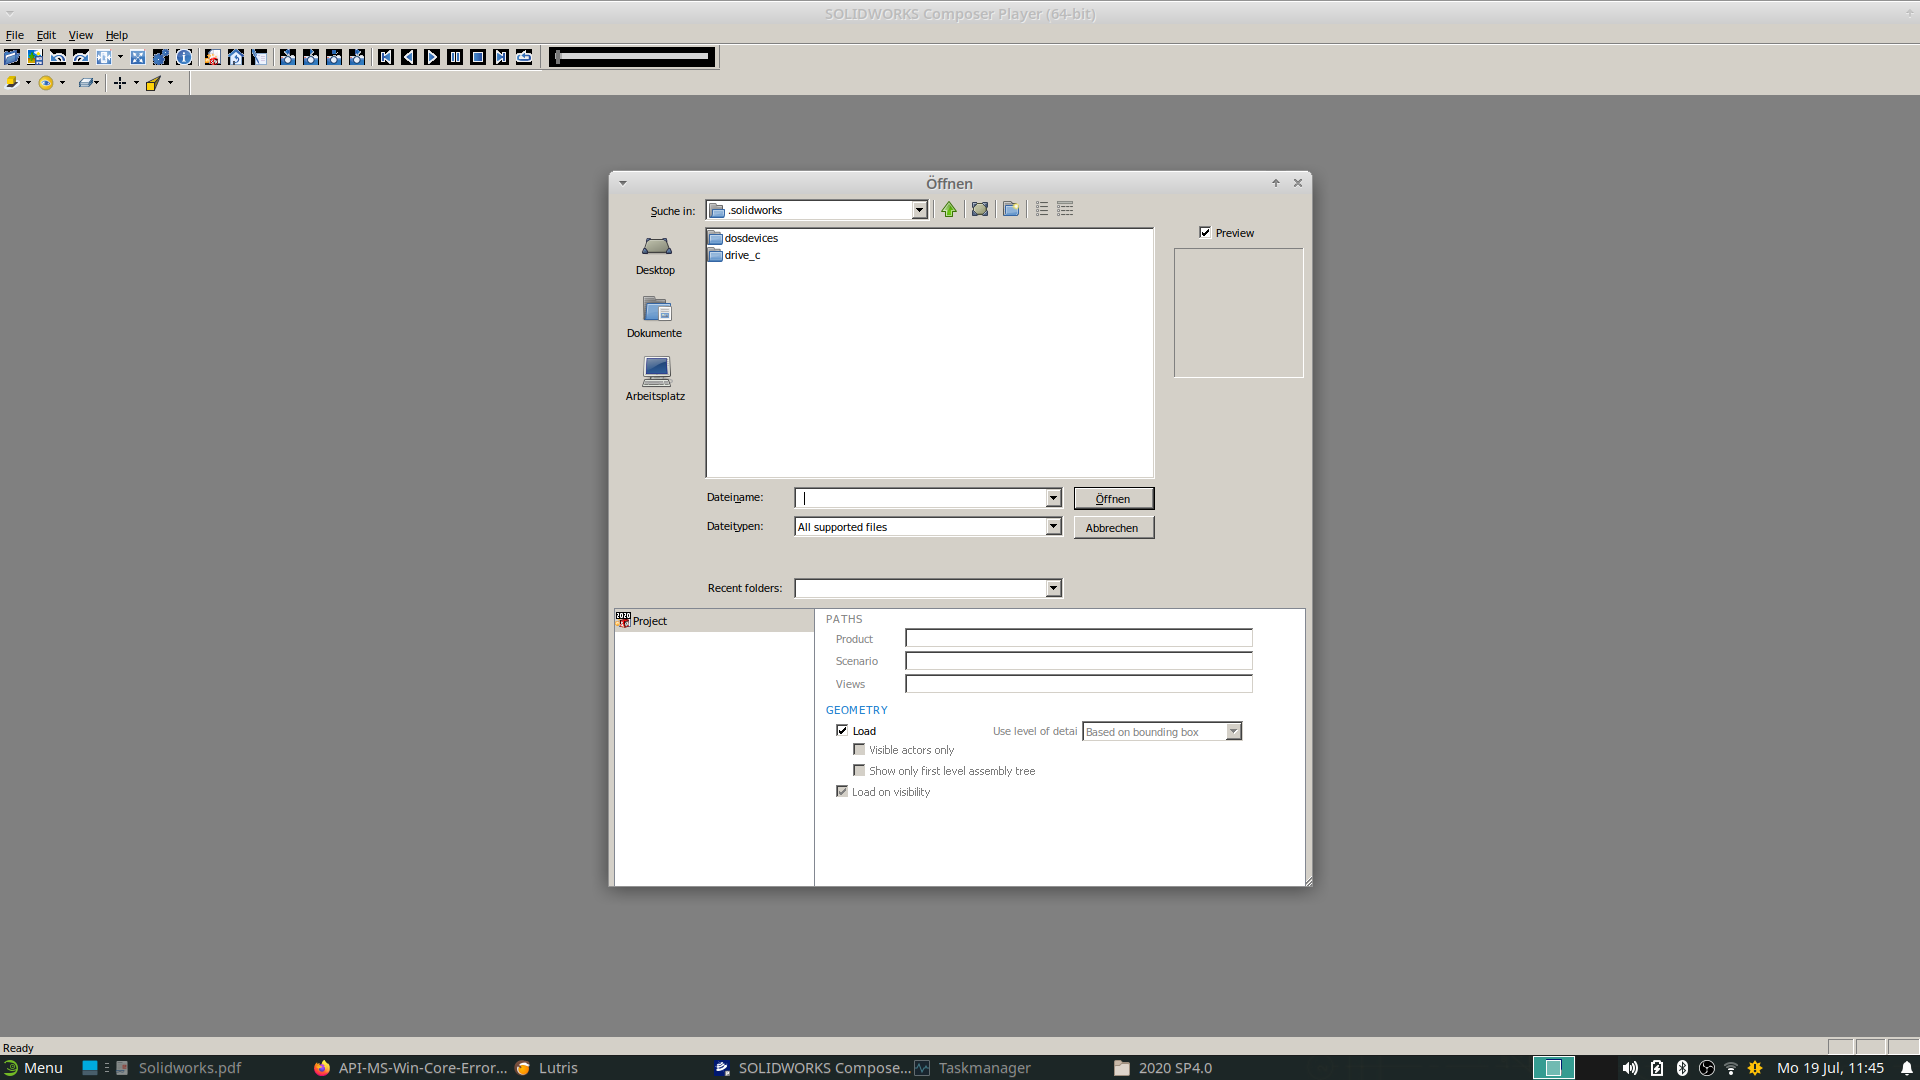 SOLIDWORKS Composer Player (64-bit)
File Edit View Help
Öffnen
Suche in: .solidworks
dosdevices
drive_c
Preview
Desktop
Dokumente
Arbeitsplatz
Dateiname: Öffnen
Dateitypen: All supported files Abbrechen
Recent folders:
Project
PATHS
Product
Scenario
Views
GEOMETRY
Load Use level of detai Based on bounding box
Visible actors only
Show only first level assembly tree
Load on visibility
Ready
Menu Solidworks.pdf API-MS-Win-Core-Error... Lutris SOLIDWORKS Compose... Taskmanager 2020 SP4.0 Mo 19 Jul, 11:45